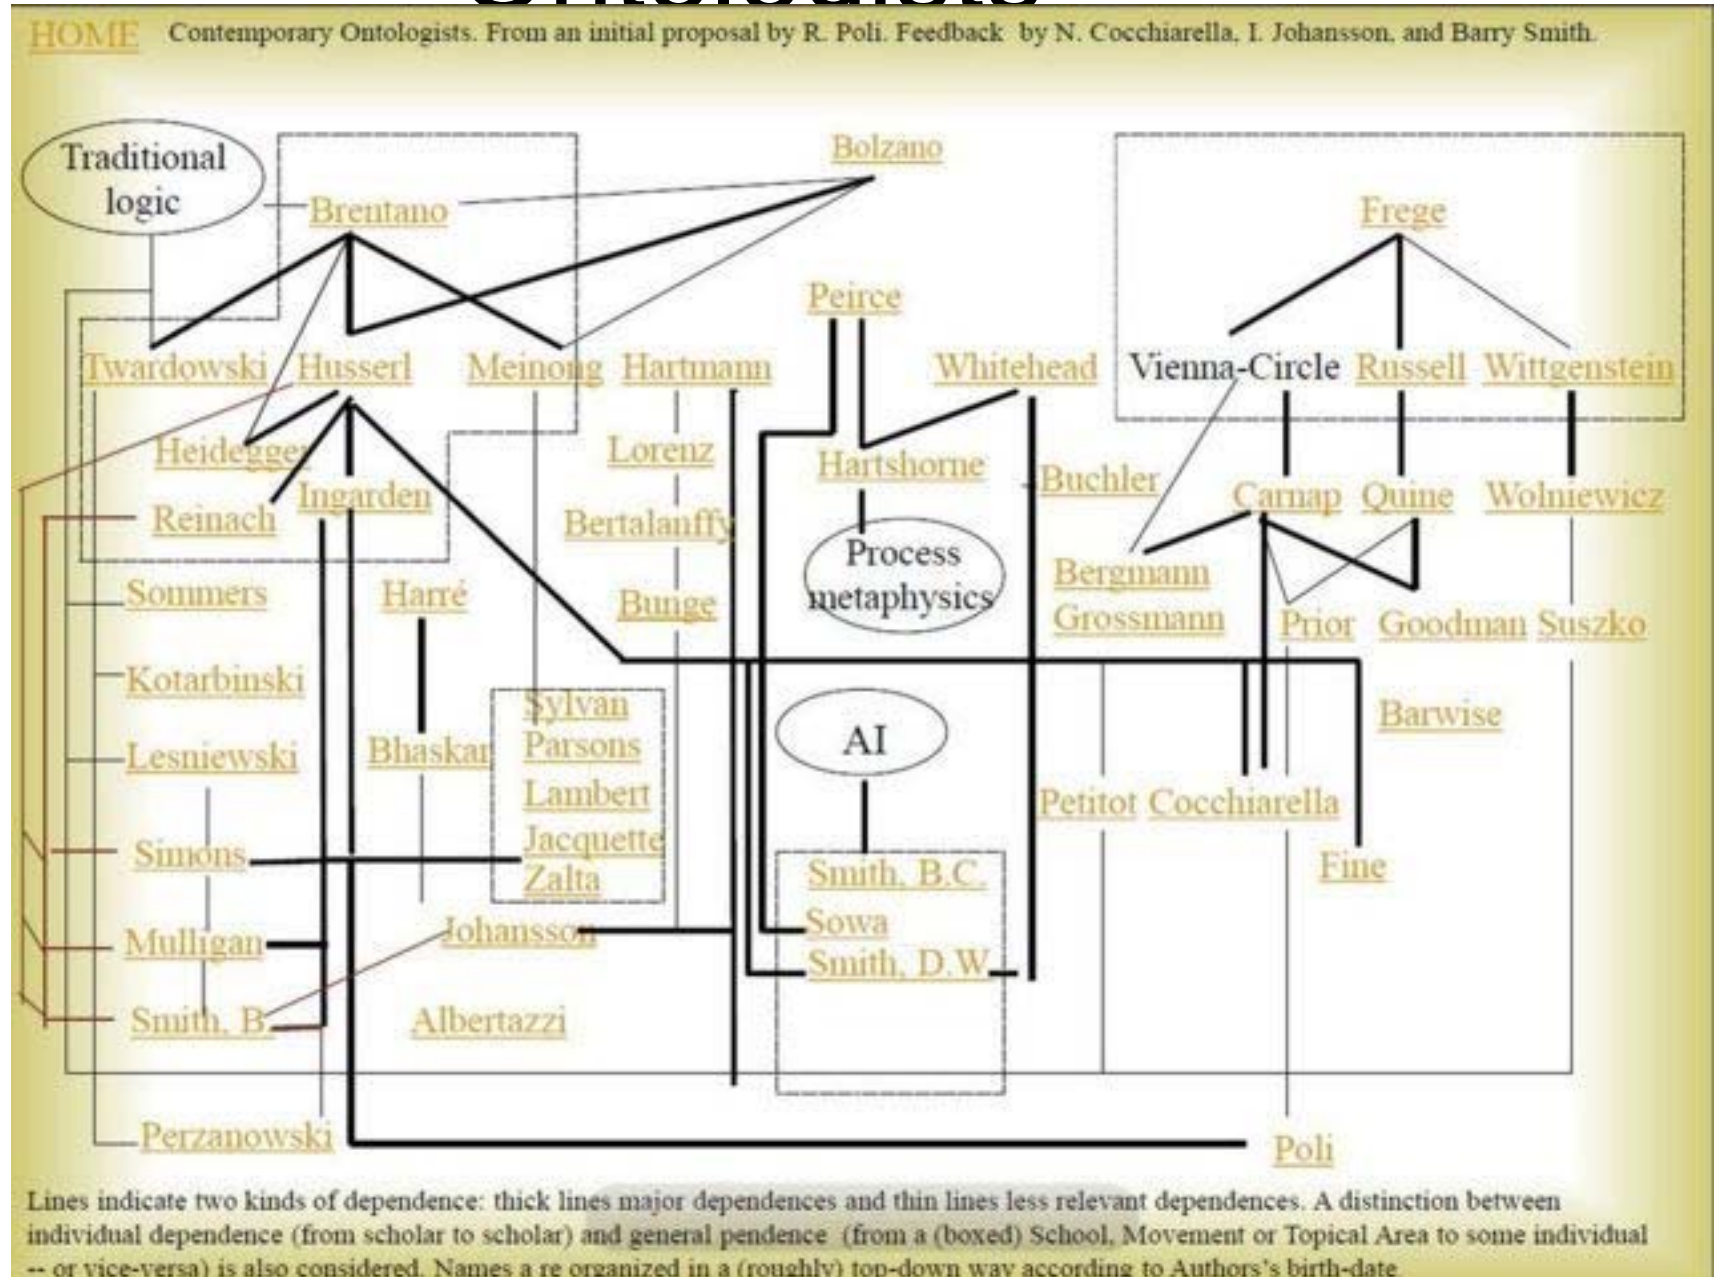 Ontologists
HOME Contemporary Ontologists. From an initial proposal by R. Poli. Feedback by N. Cocchiarella, I. Johansson, and Barry Smith.
Traditional
logic
Bolzano
Brentano
Frege
Peirce
Twardowski Husserl Meinong Hartmann Whitehead Vienna-Circle Russell Wittgenstein
Heidegger Lorenz Hartshorne Buchler
Reinach Ingarden Bertalanffy Carnap Quine Wolniewicz
Process
metaphysics
Bergmann
Sommers Harré Bunge Grossmann Prior Goodman Suszko
Kotarbinski Sylvan Barwise
Lesniewski Bhaskar Parsons AI
Lambert Petitot Cocchiarella
Simons Jacquette Fine
Zalta Smith, B.C.
Mulligan Johansson Sowa
Smith, D.W
Smith, B. Albertazzi
Perzanowski Poli
Lines indicate two kinds of dependence: thick lines major dependences and thin lines less relevant dependences. A distinction between
individual dependence (from scholar to scholar) and general pendence (from a (boxed) School, Movement or Topical Area to some individual
-- or vice-versa) is also considered. Names a re organized in a (roughly) top-down way according to Authors's birth-date